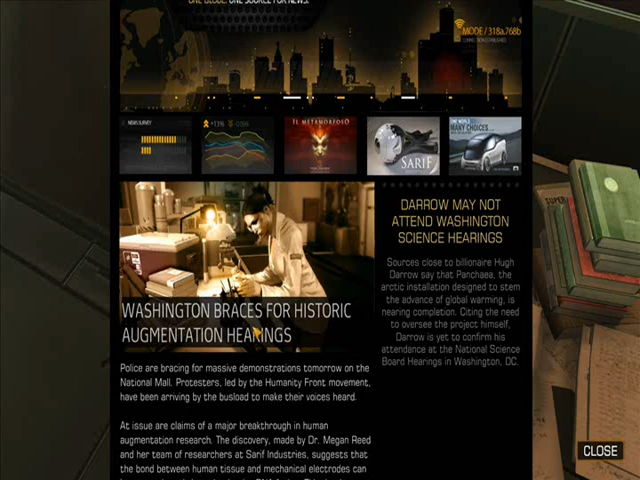 ONE GLOBE. ONE SOURCE FOR NEWS.
MODE / 318a.768b
NEWS SURVEY
+13%
IL METAMORFOSO
SARIF
MANY CHOICES...
WASHINGTON BRACES FOR HISTORIC
AUGMENTATION HEARINGS
Police are bracing for massive demonstrations tomorrow on the
National Mall. Protesters, led by the Humanity Front movement,
have been arriving by the busload to make their voices heard.
At issue are claims of a major breakthrough in human
augmentation research. The discovery, made by Dr. Megan Reed
and her team of researchers at Sarif Industries, suggests that
the bond between human tissue and mechanical electrodes can
DARROW MAY NOT
ATTEND WASHINGTON
SCIENCE HEARINGS
Sources close to billionaire Hugh
Darrow say that Panchaea, the
arctic installation designed to stem
the advance of global warming, is
nearing completion. Citing the need
to oversee the project himself,
Darrow is yet to confirm his
attendance at the National Science
Board Hearings in Washington, DC.
SUPER
CLOSE